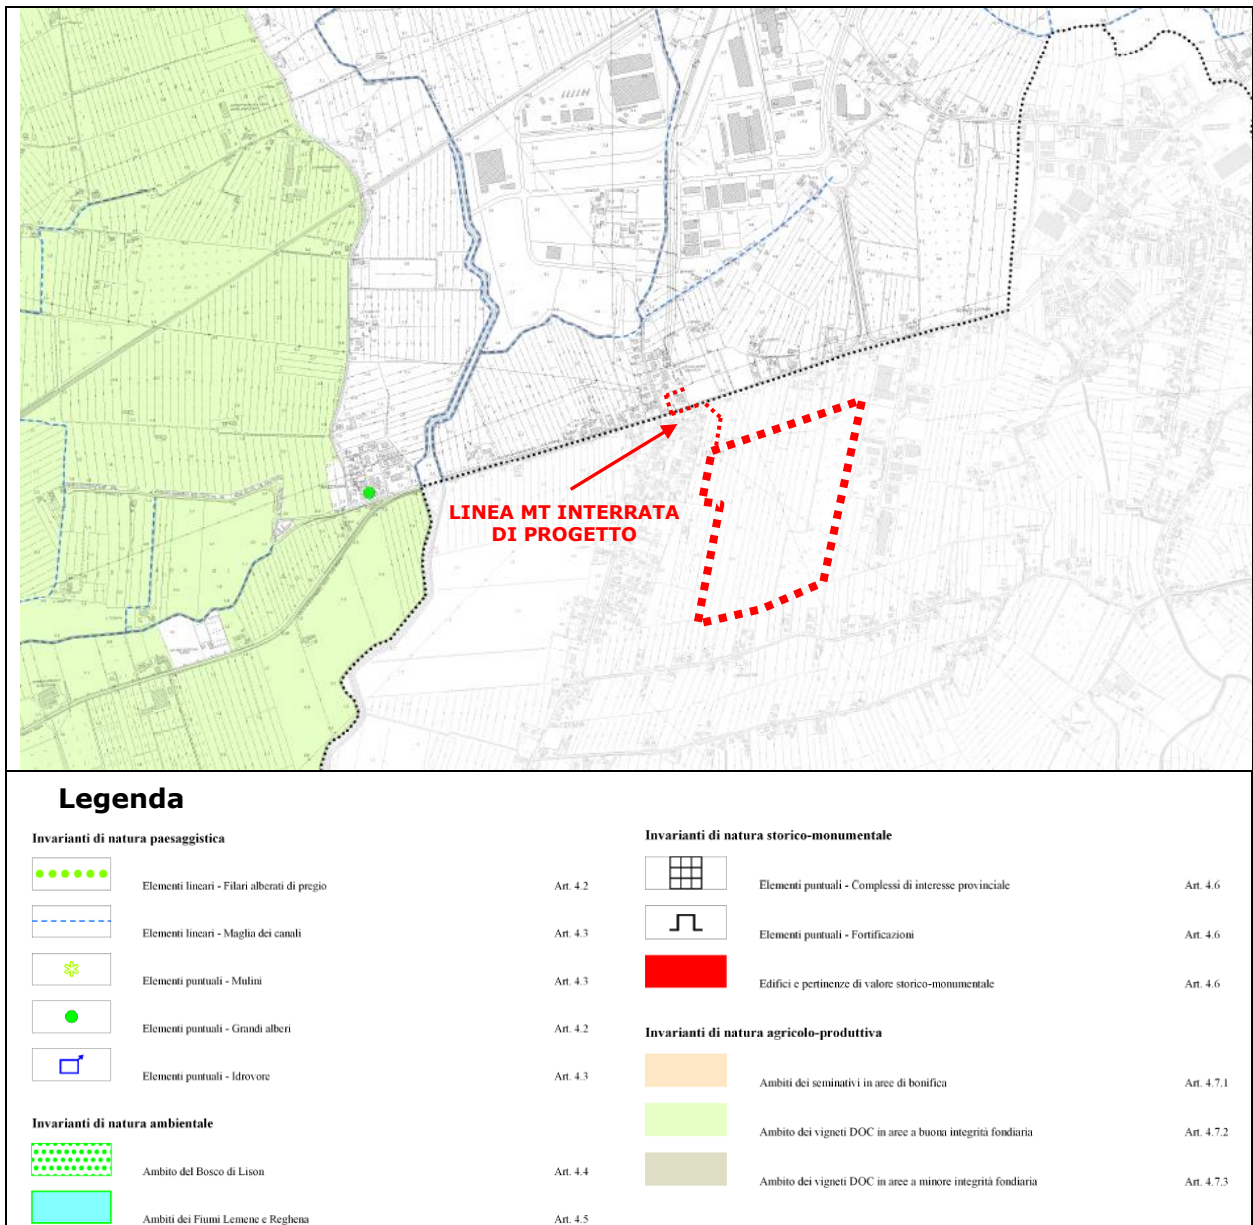 LINEA MT INTERRATA
DI PROGETTO
Legenda
Invarianti di natura paesaggistica
Elementi lineari - Filari alberati di pregio Art. 4.2
Elementi lineari - Maglia dei canali Art. 4.3
Elementi puntuali - Mulini Art. 4.3
Elementi puntuali - Grandi alberi Art. 4.2
Elementi puntuali - Idrovore Art. 4.3
Invarianti di natura ambientale
Ambito del Bosco di Lison Art. 4.4
Ambiti dei Fiumi Lemene e Reghena Art. 4.5
Invarianti di natura storico-monumentale
Elementi puntuali - Complessi di interesse provinciale Art. 4.6
Elementi puntuali - Fortificazioni Art. 4.6
Edifici e pertinenze di valore storico-monumentale Art. 4.6
Invarianti di natura agricolo-produttiva
Ambiti dei seminativi in aree di bonifica Art. 4.7.1
Ambito dei vigneti DOC in aree a buona integrità fondiaria Art. 4.7.2
Ambito dei vigneti DOC in aree a minore integrità fondiaria Art. 4.7.3